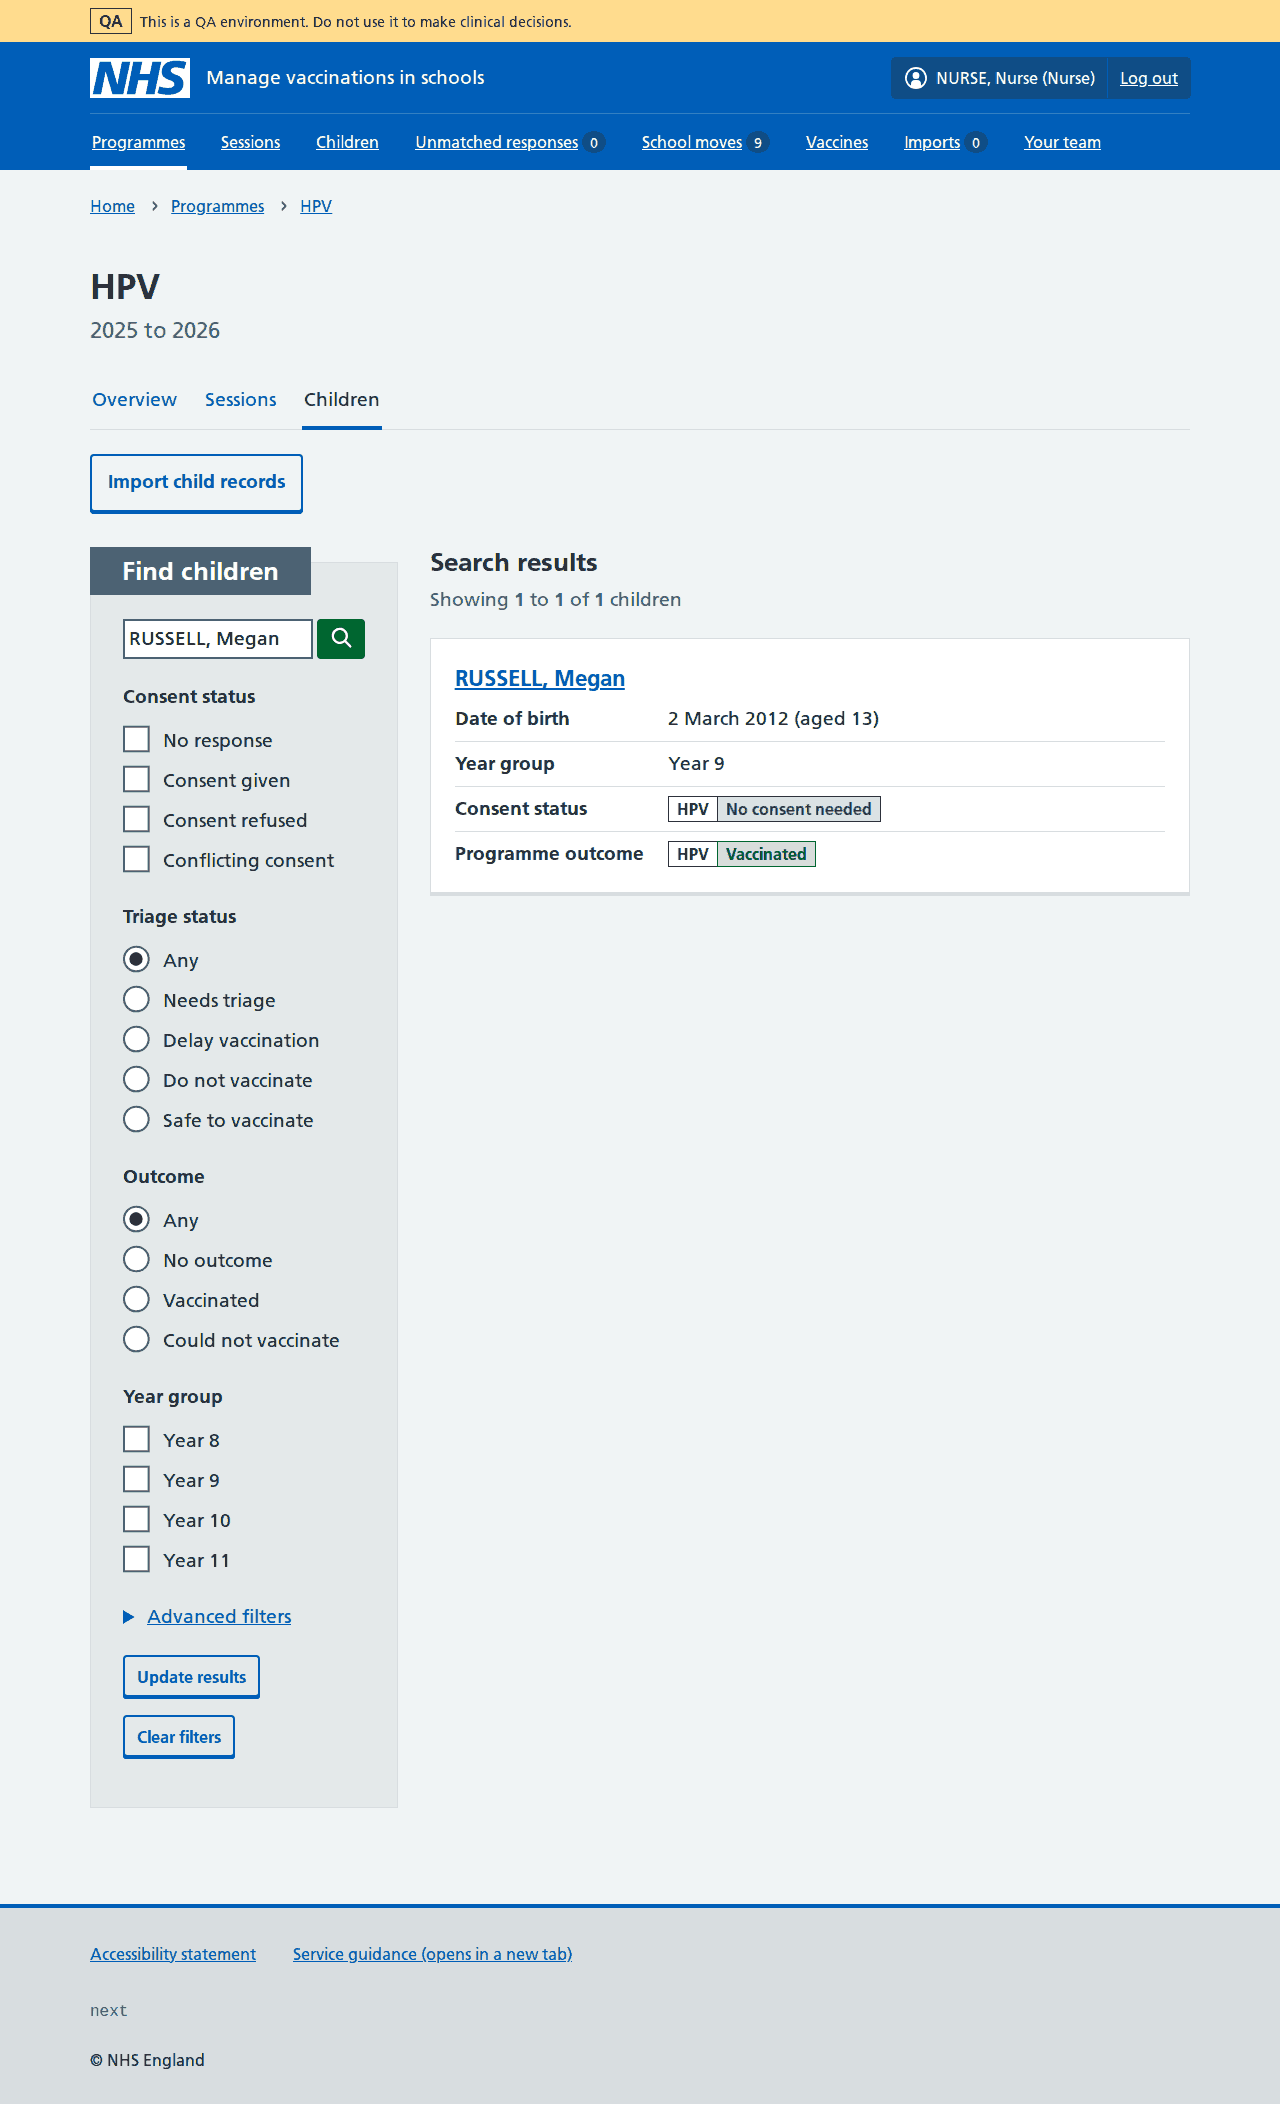 QA This is a QA environment. Do not use it to make clinical decisions.
NHS Manage vaccinations in schools NURSE, Nurse (Nurse) Log out
Programmes Sessions Children Unmatched responses 0 School moves 9 Vaccines Imports 0 Your team
Home > Programmes > HPV
HPV
2025 to 2026
Overview Sessions Children
Import child records
Find children
RUSSELL, Megan
Consent status
No response
Consent given
Consent refused
Conflicting consent
Triage status
Any
Needs triage
Delay vaccination
Do not vaccinate
Safe to vaccinate
Outcome
Any
No outcome
Vaccinated
Could not vaccinate
Year group
Year 8
Year 9
Year 10
Year 11
Advanced filters
Update results
Clear filters
Search results
Showing 1 to 1 of 1 children
RUSSELL, Megan
Date of birth 2 March 2012 (aged 13)
Year group Year 9
Consent status HPV No consent needed
Programme outcome HPV Vaccinated
Accessibility statement Service guidance (opens in a new tab)
next
© NHS England